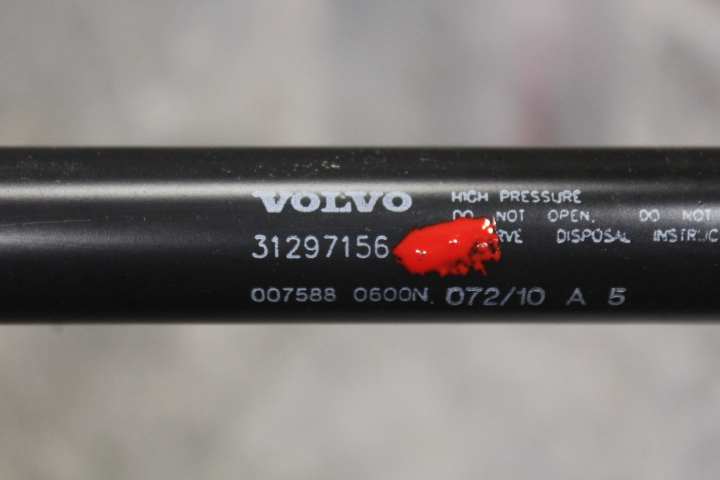 VOLVO
31297156
007588 0600N 072/10 A 5
HIGH PRESSURE
DO NOT OPEN. DO NOT
DISPOSAL